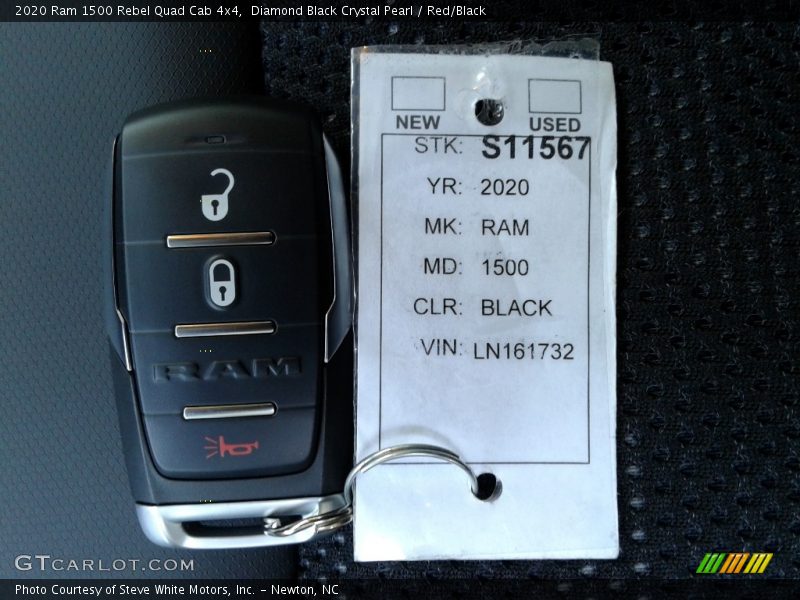 2020 Ram 1500 Rebel Quad Cab 4x4,  Diamond Black Crystal Pearl / Red/Black
NEW USED
STK: S11567
YR: 2020
MK: RAM
MD: 1500
CLR: BLACK
VIN: LN161732
RAM
GTCARLOT.COM
Photo Courtesy of Steve White Motors, Inc. – Newton, NC